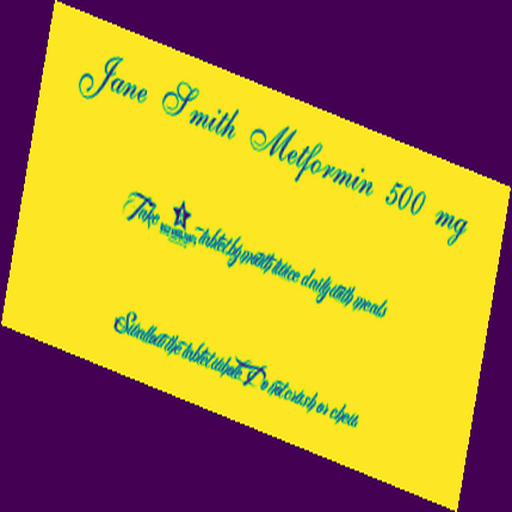 Jane Smith Metformin 500 mg
Take tablet by mouth twice daily with meals
Swallow the tablet whole. Do not crush or chew